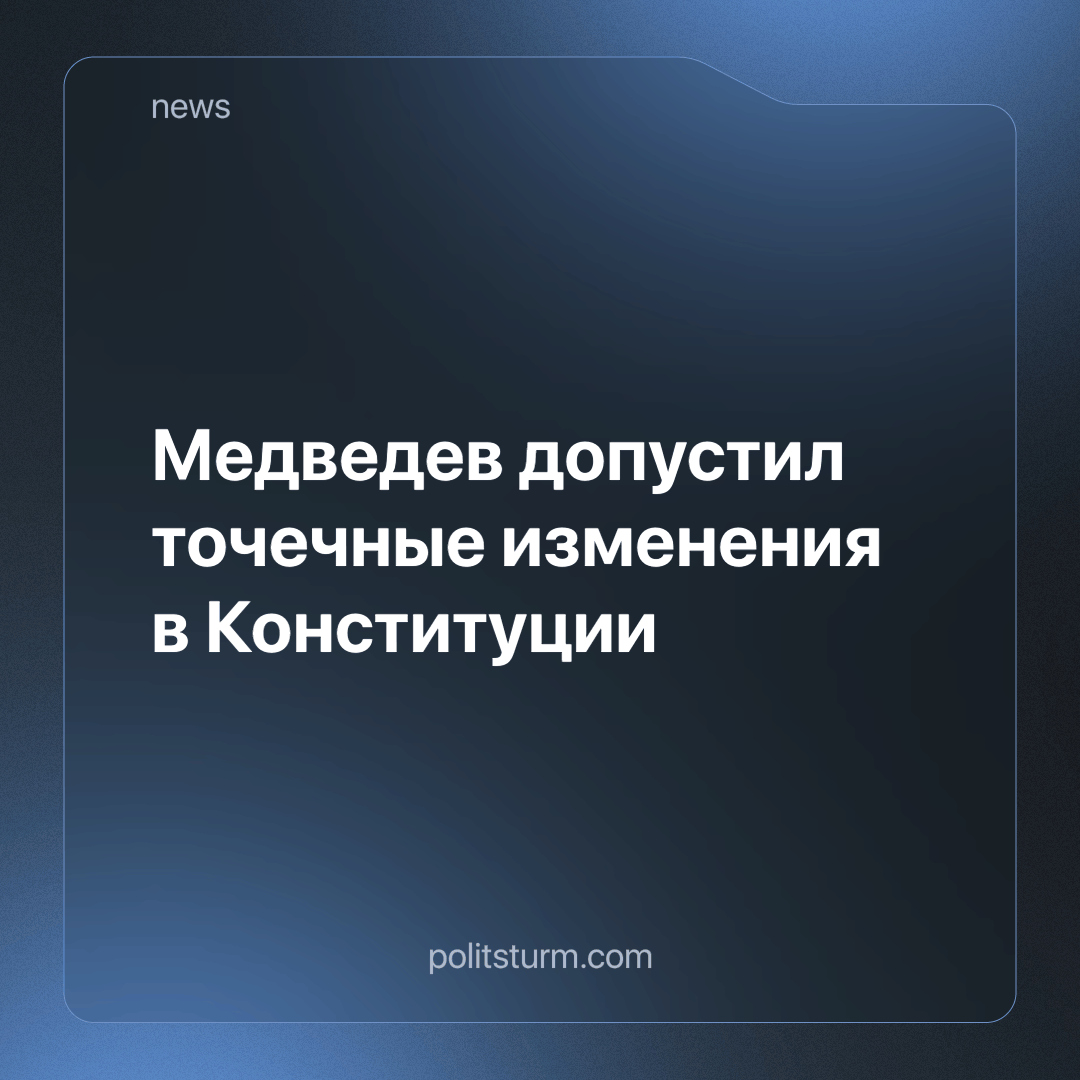 news
Медведев допустил
точечные изменения
в Конституции
politsturm.com